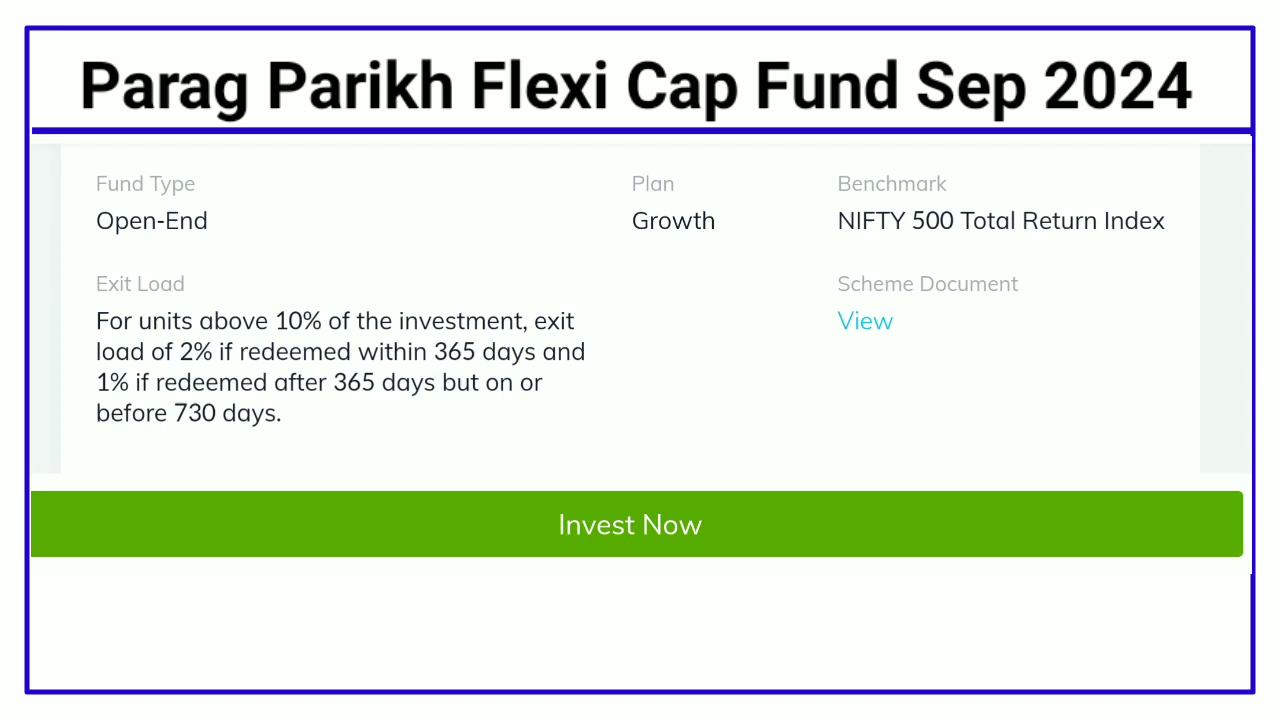 Parag Parikh Flexi Cap Fund Sep 2024
Fund Type
Open-End
Plan
Growth
Benchmark
NIFTY 500 Total Return Index
Exit Load
For units above 10% of the investment, exit
load of 2% if redeemed within 365 days and
1% if redeemed after 365 days but on or
before 730 days.
Scheme Document
View
Invest Now